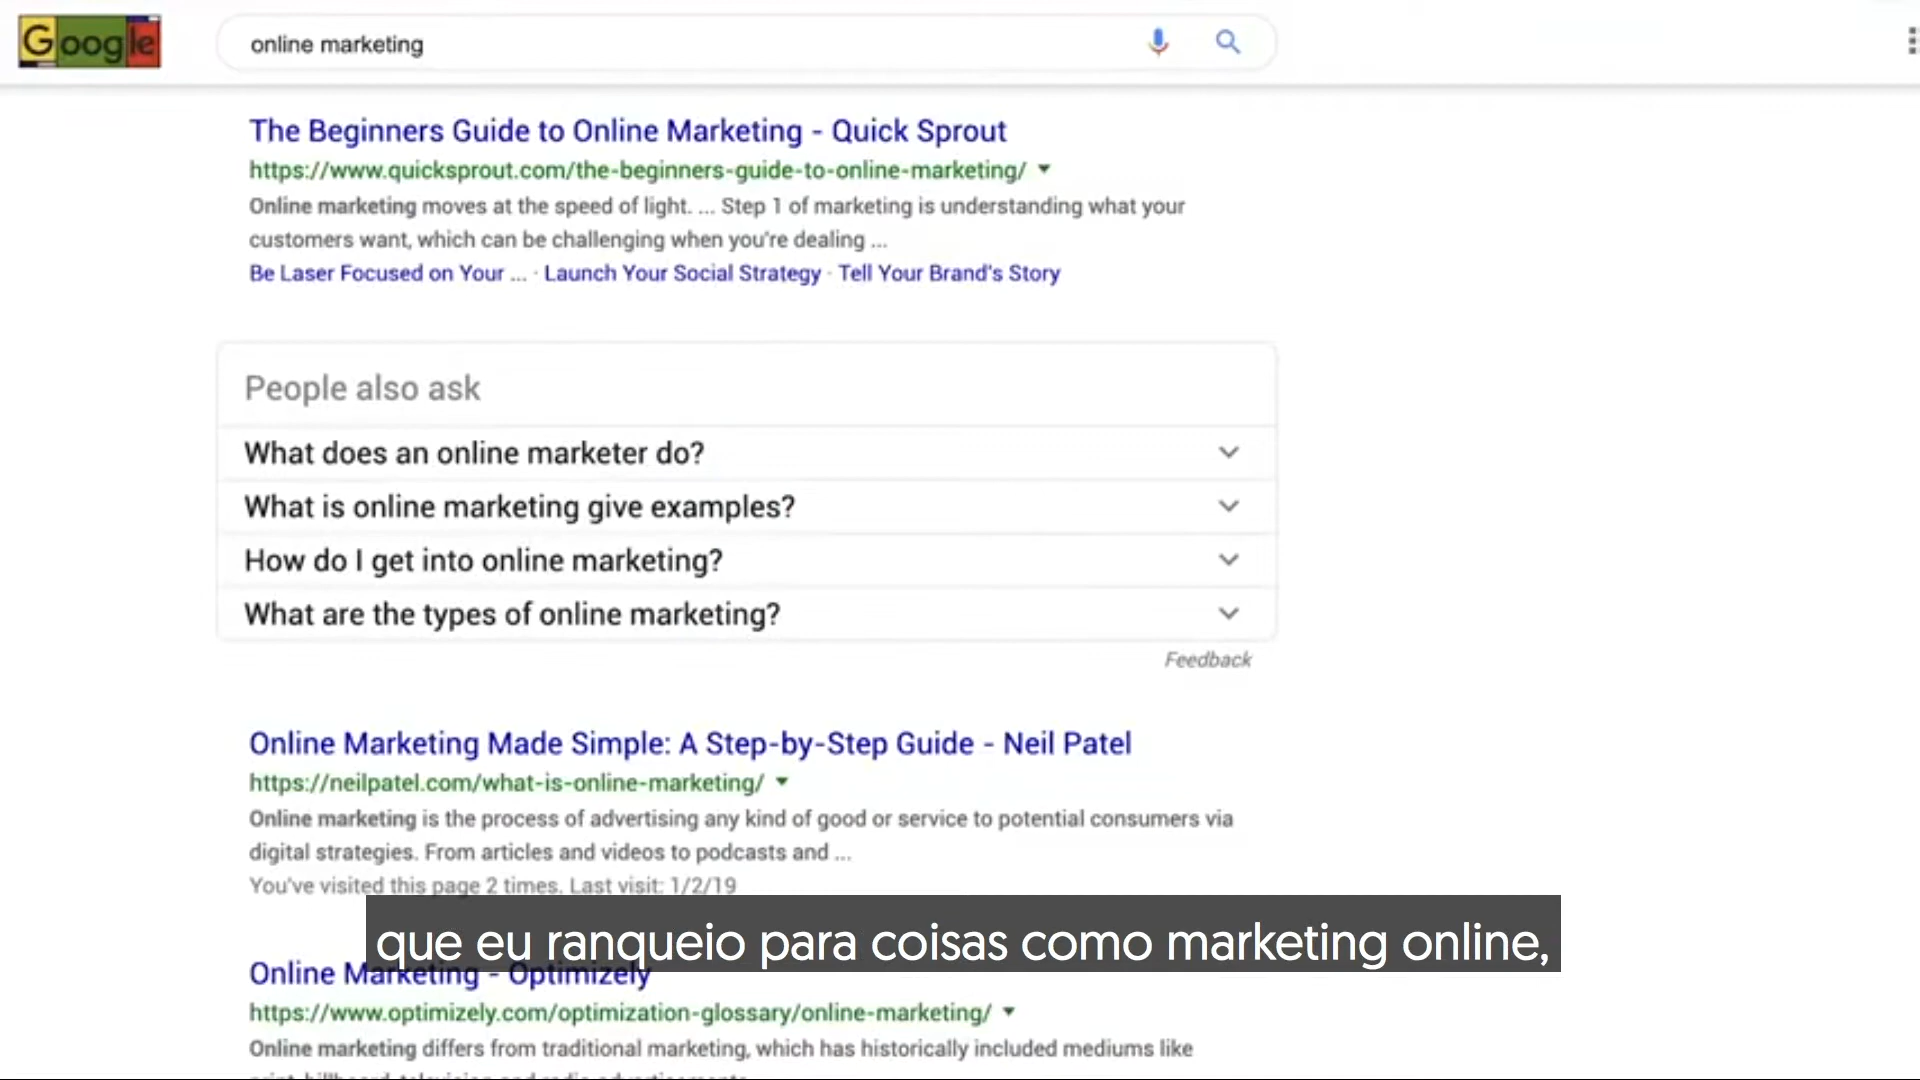 Google
online marketing
The Beginners Guide to Online Marketing - Quick Sprout
https://www.quicksprout.com/the-beginners-guide-to-online-marketing/
Online marketing moves at the speed of light. ... Step 1 of marketing is understanding what your
customers want, which can be challenging when you're dealing ...
Be Laser Focused on Your ... · Launch Your Social Strategy · Tell Your Brand's Story
People also ask
What does an online marketer do?
What is online marketing give examples?
How do I get into online marketing?
What are the types of online marketing?
Feedback
Online Marketing Made Simple: A Step-by-Step Guide - Neil Patel
https://neilpatel.com/what-is-online-marketing/
Online marketing is the process of advertising any kind of good or service to potential consumers via
digital strategies. From articles and videos to podcasts and ...
You've visited this page 2 times. Last visit: 1/2/19
que eu ranqueio para coisas como marketing online,
Online Marketing - Optimizely
https://www.optimizely.com/optimization-glossary/online-marketing/
Online marketing differs from traditional marketing, which has historically included mediums like